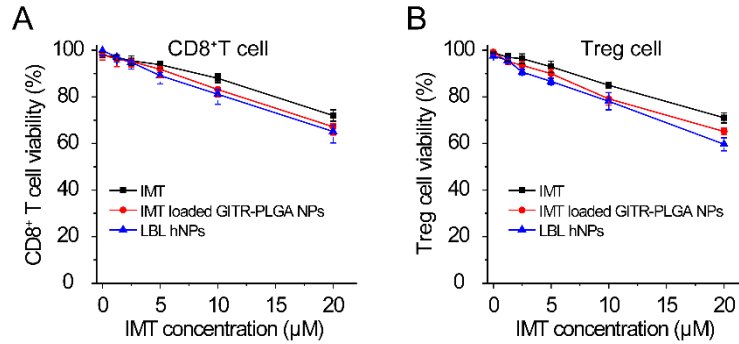 A
CD8⁺T cell
CD8⁺ T cell viability (%)
100
80
60
40
20
0
IMT
IMT loaded GITR-PLGA NPs
LBL hNPs
0 5 10 15 20
IMT concentration (µM)
B
Treg cell
Treg cell viability (%)
100
80
60
40
20
0
IMT
IMT loaded GITR-PLGA NPs
LBL hNPs
0 5 10 15 20
IMT concentration (µM)